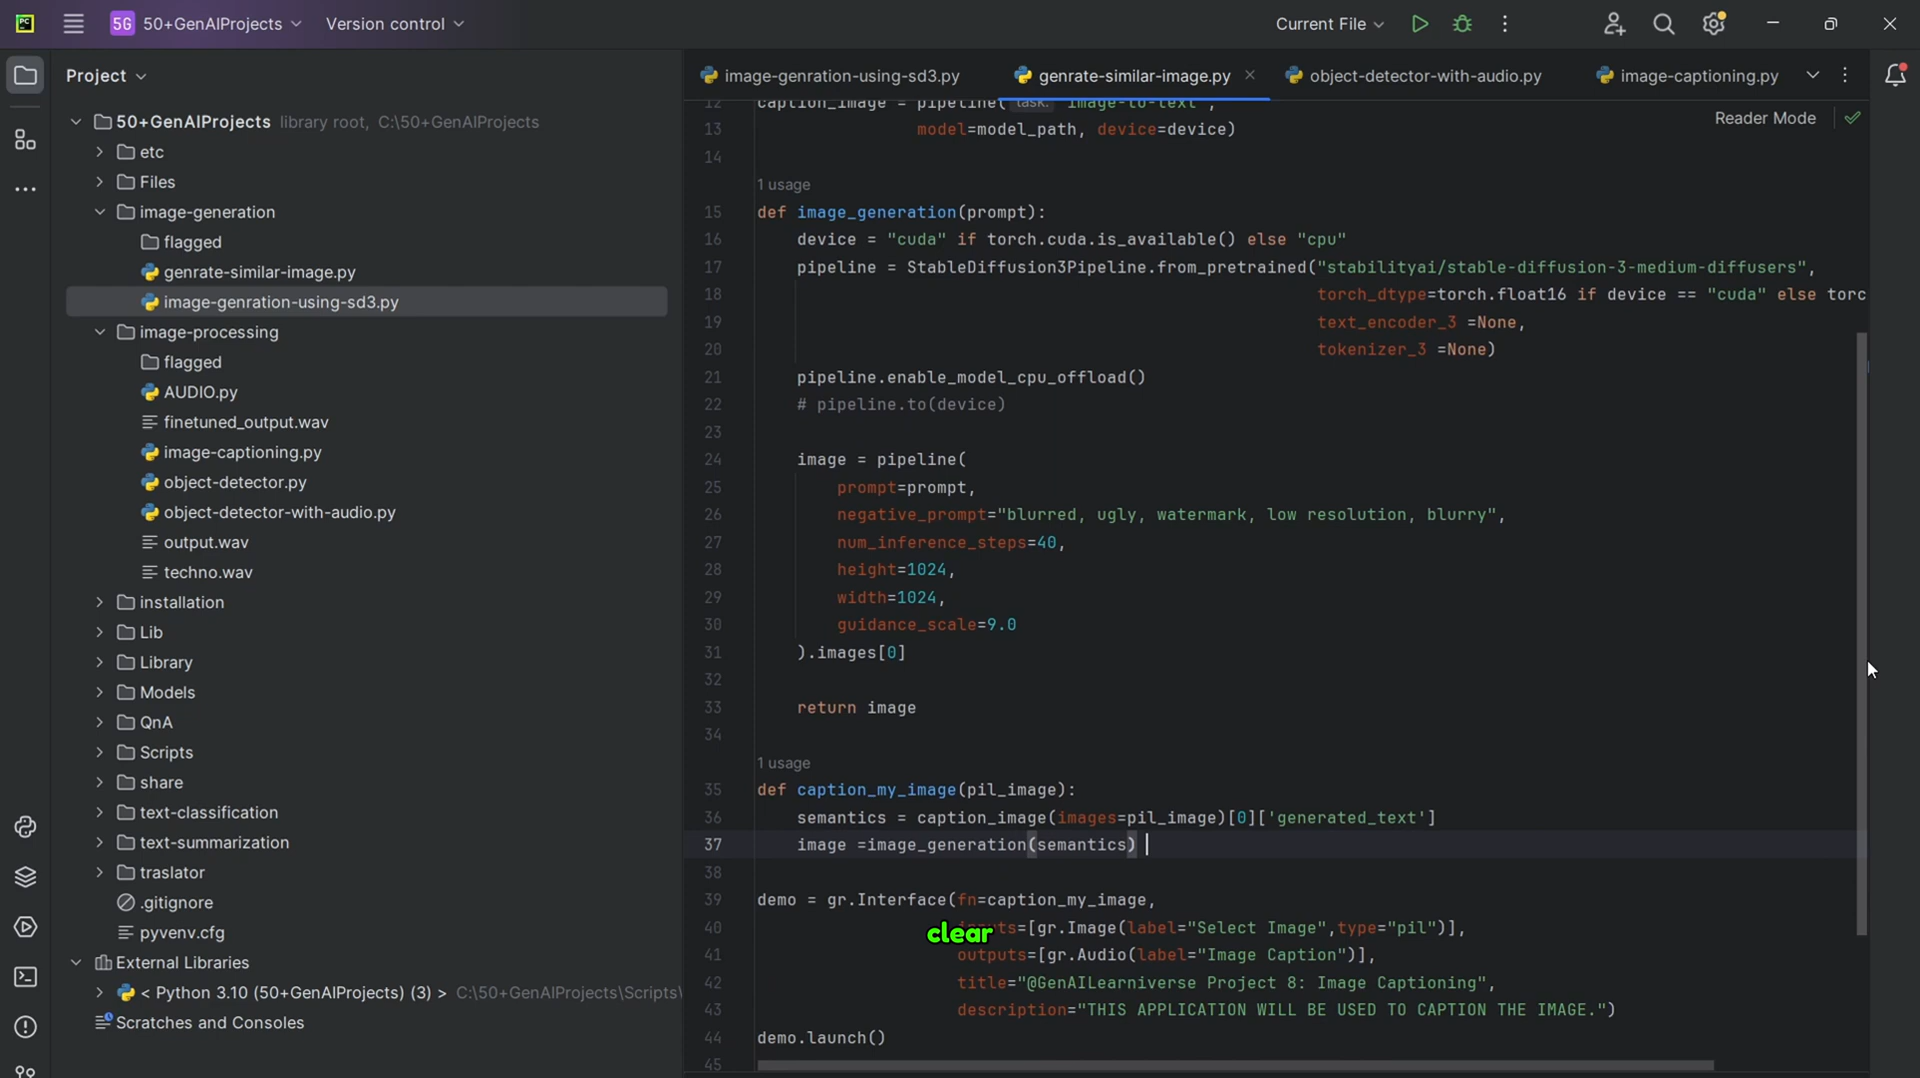 PC
5G 50+GenAIProjects
Version control
Current File
Project
image-genration-using-sd3.py
genrate-similar-image.py
object-detector-with-audio.py
image-captioning.py
Reader Mode
50+GenAIProjects library root, C:\50+GenAIProjects
etc
Files
image-generation
flagged
genrate-similar-image.py
image-genration-using-sd3.py
image-processing
flagged
AUDIO.py
finetuned_output.wav
image-captioning.py
object-detector.py
object-detector-with-audio.py
output.wav
techno.wav
installation
Lib
Library
Models
QnA
Scripts
share
text-classification
text-summarization
traslator
.gitignore
pyvenv.cfg
External Libraries
< Python 3.10 (50+GenAIProjects) (3) > C:\50+GenAIProjects\Scripts\
Scratches and Consoles
12 caption_image = pipeline( task: "image-to-text",
13 model=model_path, device=device)
14
1 usage
15 def image_generation(prompt):
16 device = "cuda" if torch.cuda.is_available() else "cpu"
17 pipeline = StableDiffusion3Pipeline.from_pretrained("stabilityai/stable-diffusion-3-medium-diffusers",
18 torch_dtype=torch.float16 if device == "cuda" else torc
19 text_encoder_3 =None,
20 tokenizer_3 =None)
21 pipeline.enable_model_cpu_offload()
22 # pipeline.to(device)
23
24 image = pipeline(
25 prompt=prompt,
26 negative_prompt="blurred, ugly, watermark, low resolution, blurry",
27 num_inference_steps=40,
28 height=1024,
29 width=1024,
30 guidance_scale=9.0
31 ).images[0]
32
33 return image
34
1 usage
35 def caption_my_image(pil_image):
36 semantics = caption_image(images=pil_image)[0]['generated_text']
37 image =image_generation(semantics)
38
39 demo = gr.Interface(fn=caption_my_image,
40 inputs=[gr.Image(label="Select Image",type="pil")],
clear
41 outputs=[gr.Audio(label="Image Caption")],
42 title="@GenAILearniverse Project 8: Image Captioning",
43 description="THIS APPLICATION WILL BE USED TO CAPTION THE IMAGE.")
44 demo.launch()
45